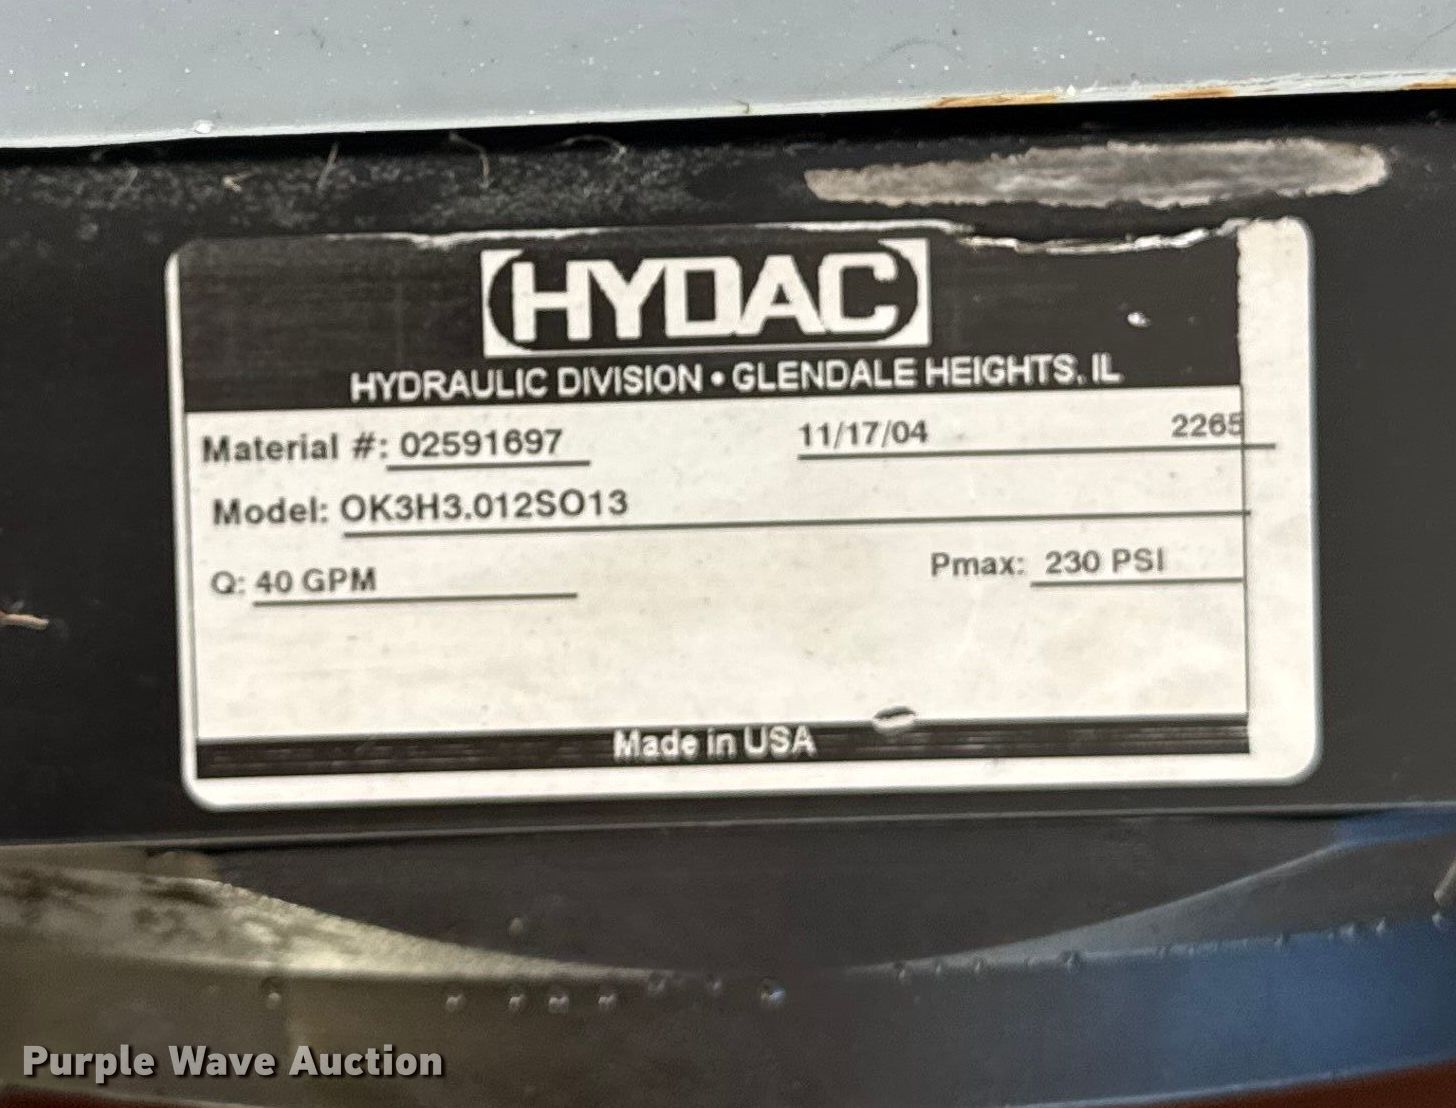 HYDAC
HYDRAULIC DIVISION • GLENDALE HEIGHTS, IL
Material #: 02591697 11/17/04 2265
Model: OK3H3.012SO13
Q: 40 GPM Pmax: 230 PSI
Made in USA
Purple Wave Auction